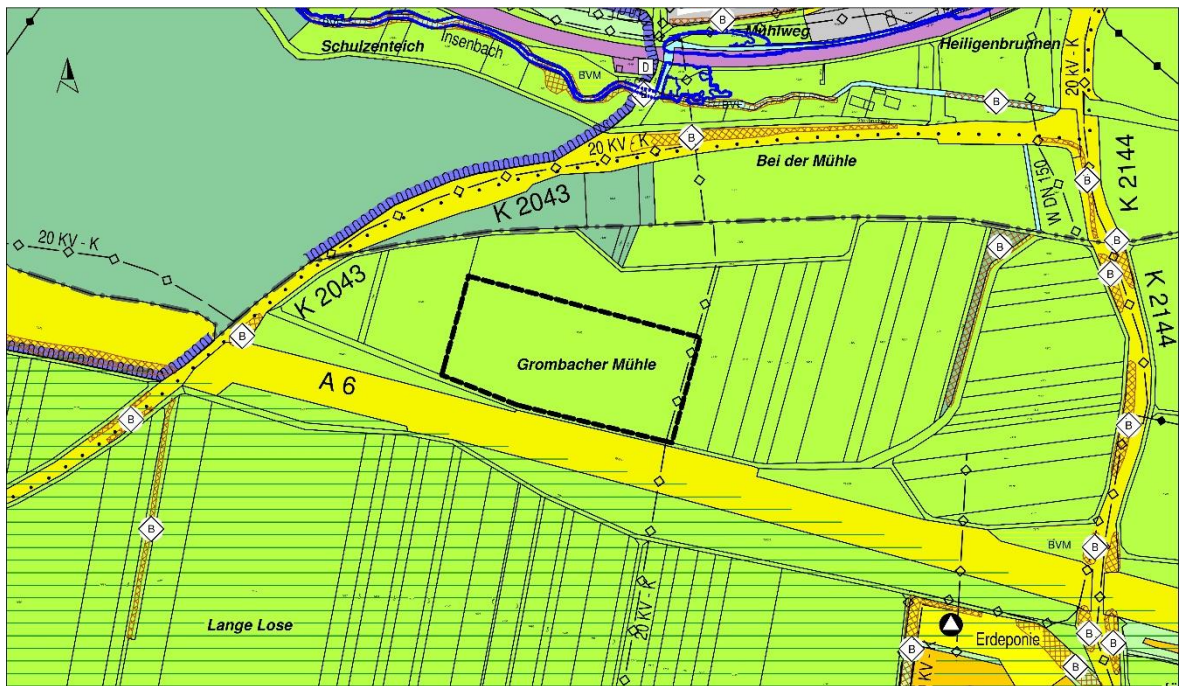 B
Mühlweg
Schulzenteich
Insenbach
Heiligenbrunnen
D
BVM
20 KV - K
B
B
BVL
B
20 KV - K
Bei der Mühle
K 2144
B
W DN 150
K 2043
20 KV - K
B
B
B
K 2043
K 2144
B
Grombacher Mühle
A 6
B
B
B
B
BVM
Lange Lose
20 KV - K
Erdeponie
B
B
B
B
KV - K